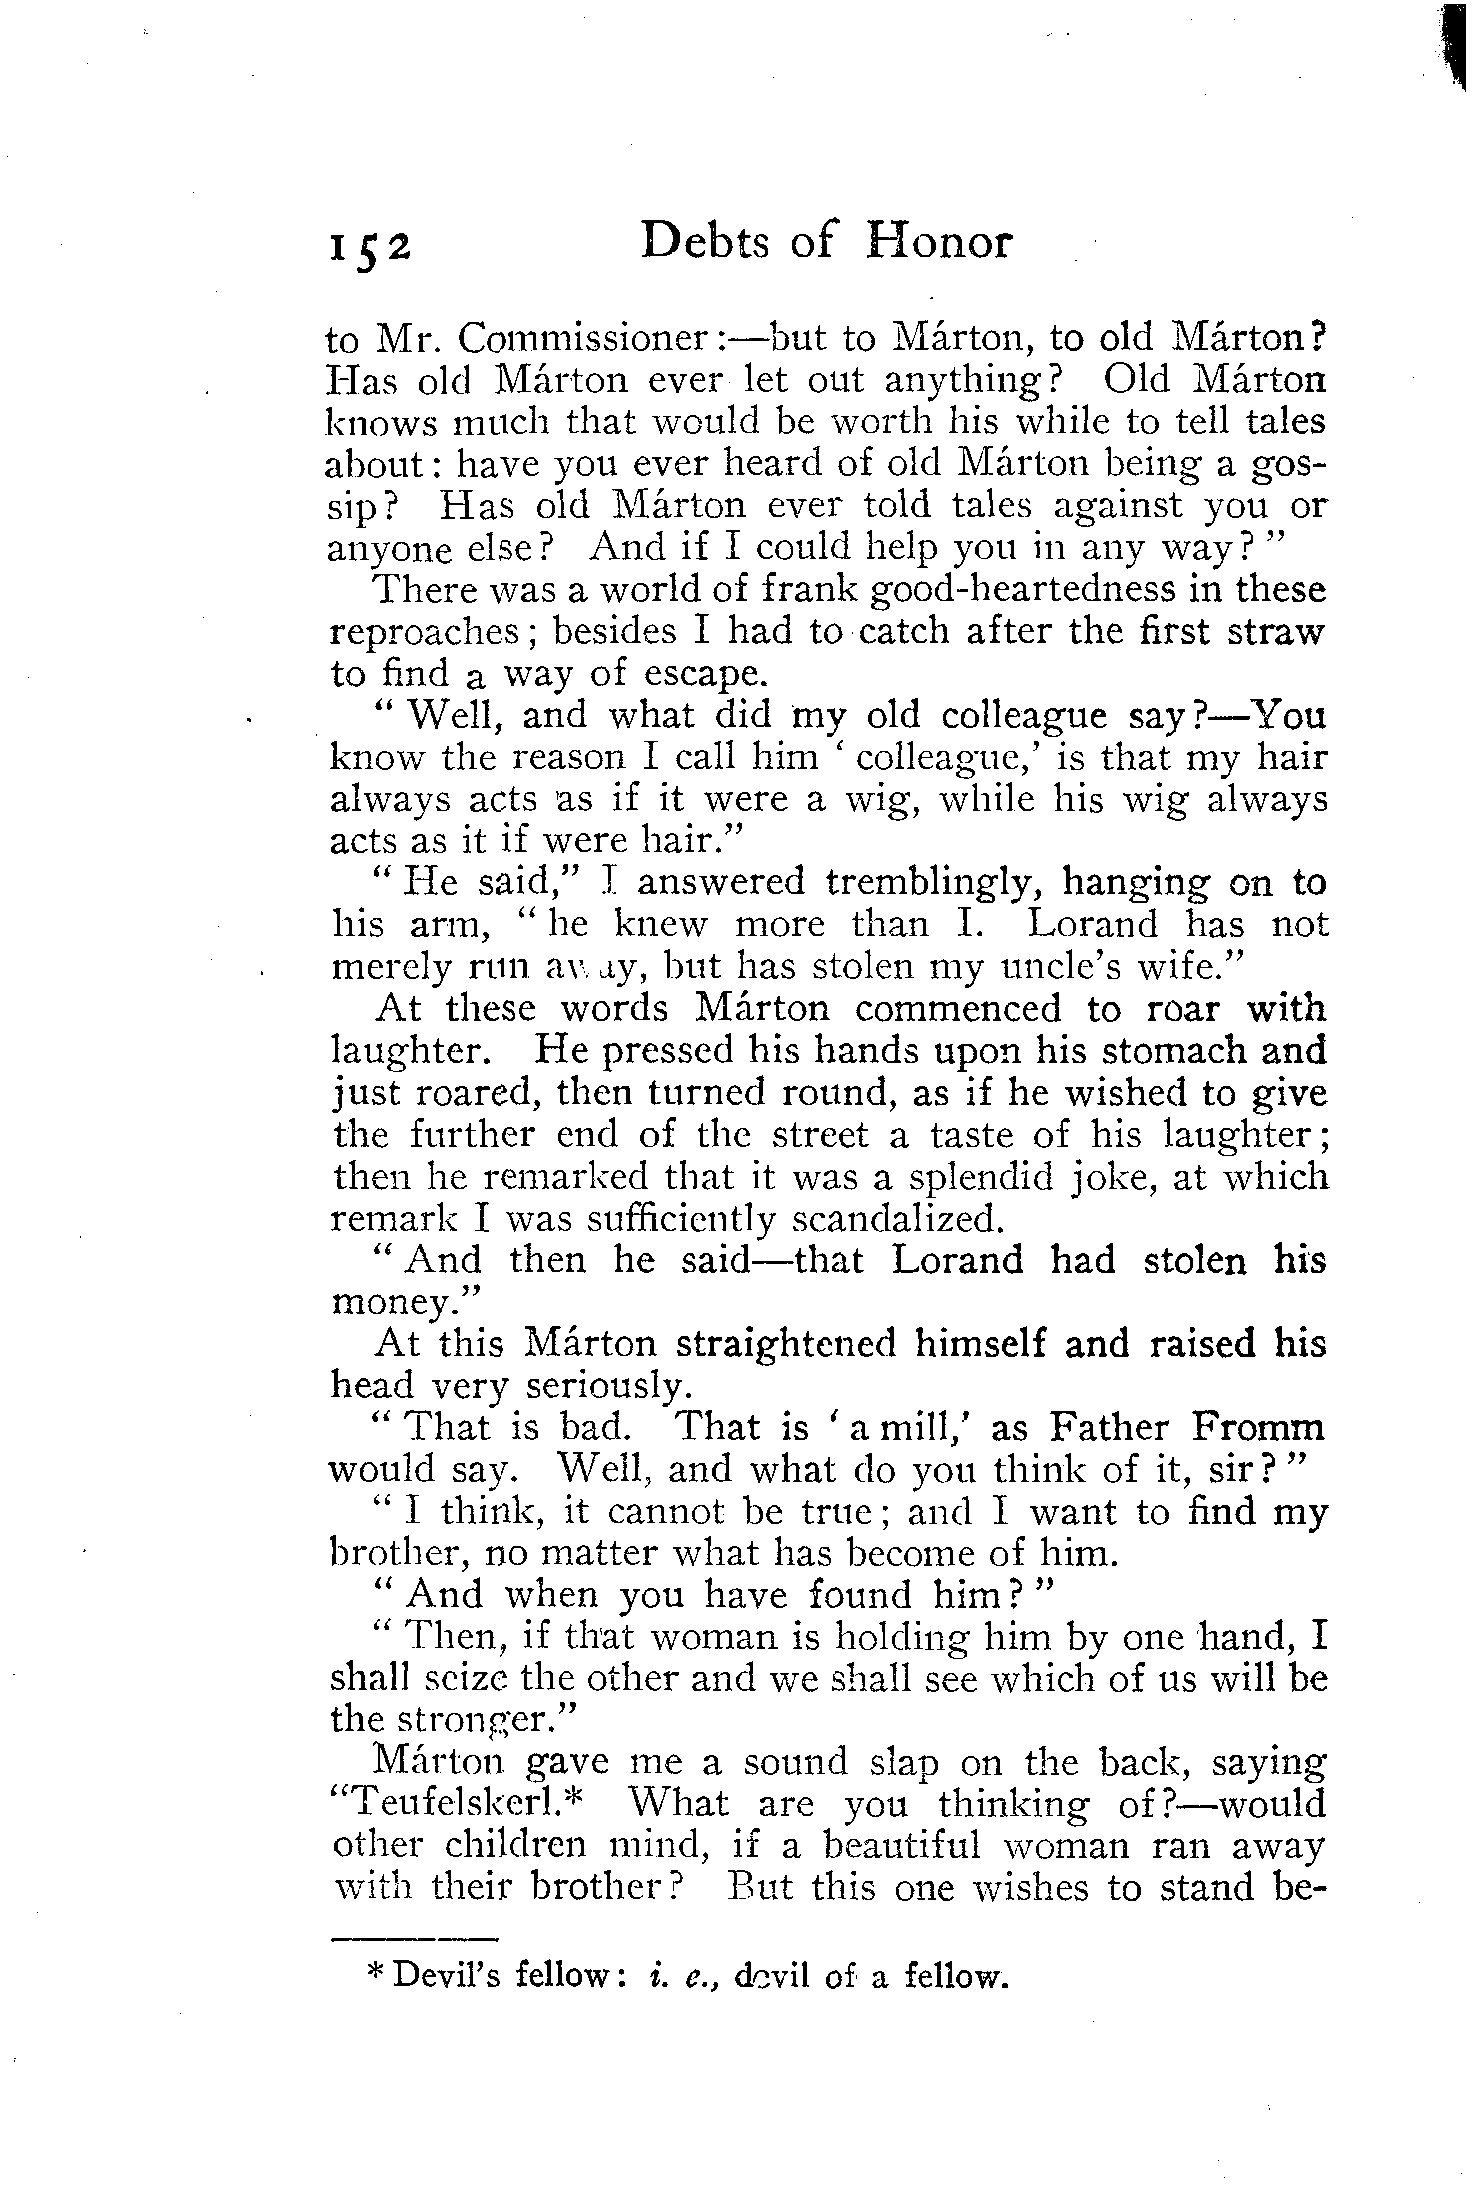 152 Debts of Honor
to Mr. Commissioner:—but to Márton, to old Márton?
Has old Márton ever let out anything? Old Márton
knows much that would be worth his while to tell tales
about: have you ever heard of old Márton being a gos-
sip? Has old Márton ever told tales against you or
anyone else? And if I could help you in any way?"
There was a world of frank good-heartedness in these
reproaches; besides I had to catch after the first straw
to find a way of escape.
"Well, and what did my old colleague say?—You
know the reason I call him 'colleague,' is that my hair
always acts as if it were a wig, while his wig always
acts as it if were hair."
"He said," I answered tremblingly, hanging on to
his arm, "he knew more than I. Lorand has not
merely run away, but has stolen my uncle's wife."
At these words Márton commenced to roar with
laughter. He pressed his hands upon his stomach and
just roared, then turned round, as if he wished to give
the further end of the street a taste of his laughter;
then he remarked that it was a splendid joke, at which
remark I was sufficiently scandalized.
"And then he said—that Lorand had stolen his
money."
At this Márton straightened himself and raised his
head very seriously.
"That is bad. That is 'a mill,' as Father Fromm
would say. Well, and what do you think of it, sir?"
"I think, it cannot be true; and I want to find my
brother, no matter what has become of him.
"And when you have found him?"
"Then, if that woman is holding him by one hand, I
shall seize the other and we shall see which of us will be
the stronger."
Márton gave me a sound slap on the back, saying
"Teufelskerl.* What are you thinking of?—would
other children mind, if a beautiful woman ran away
with their brother? But this one wishes to stand be-
* Devil's fellow: i. e., devil of a fellow.